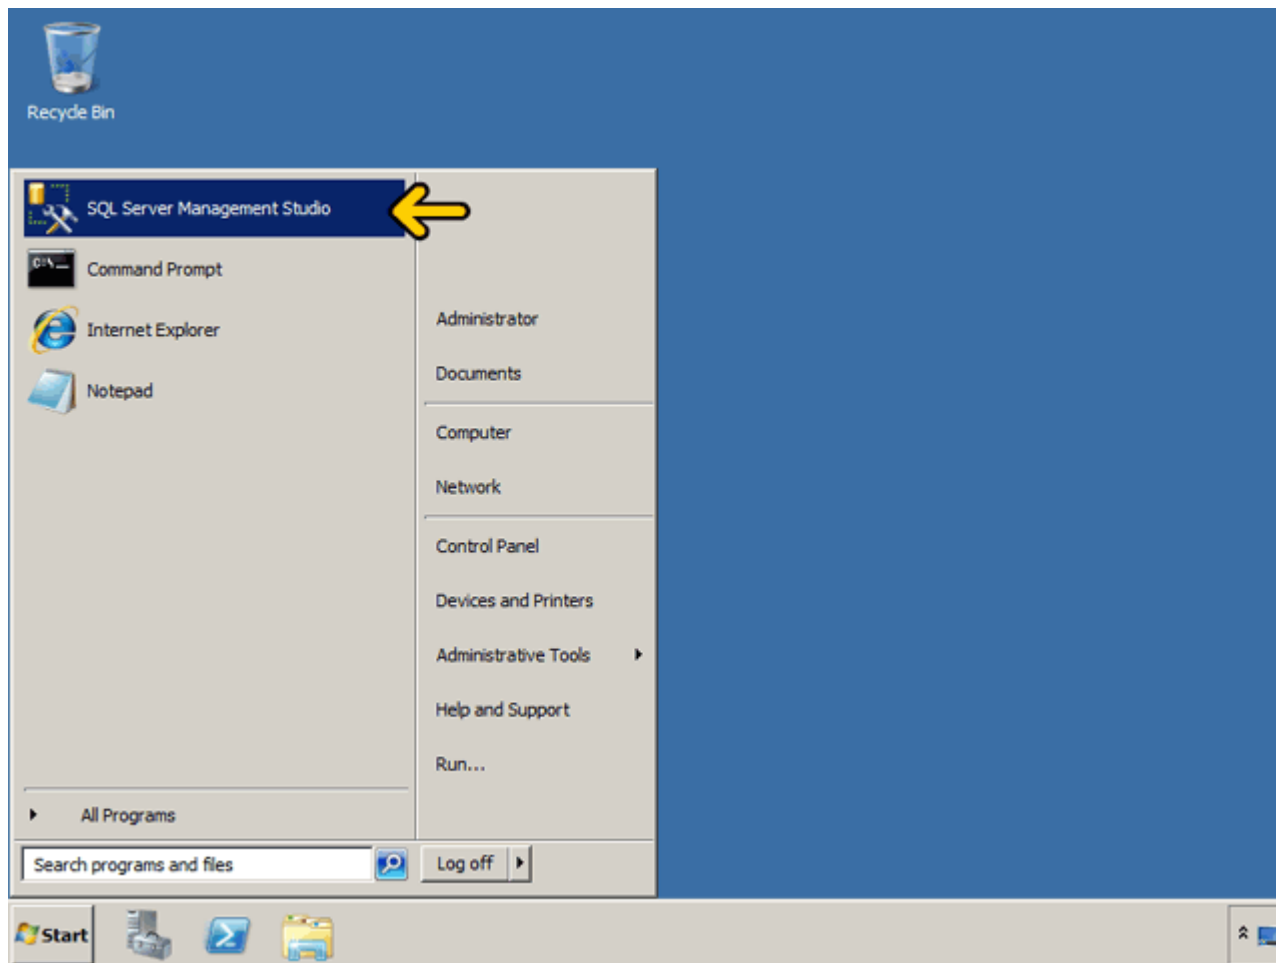 Recycle Bin
SQL Server Management Studio
Command Prompt
Internet Explorer
Notepad
Administrator
Documents
Computer
Network
Control Panel
Devices and Printers
Administrative Tools
Help and Support
Run...
All Programs
Search programs and files
Log off
Start